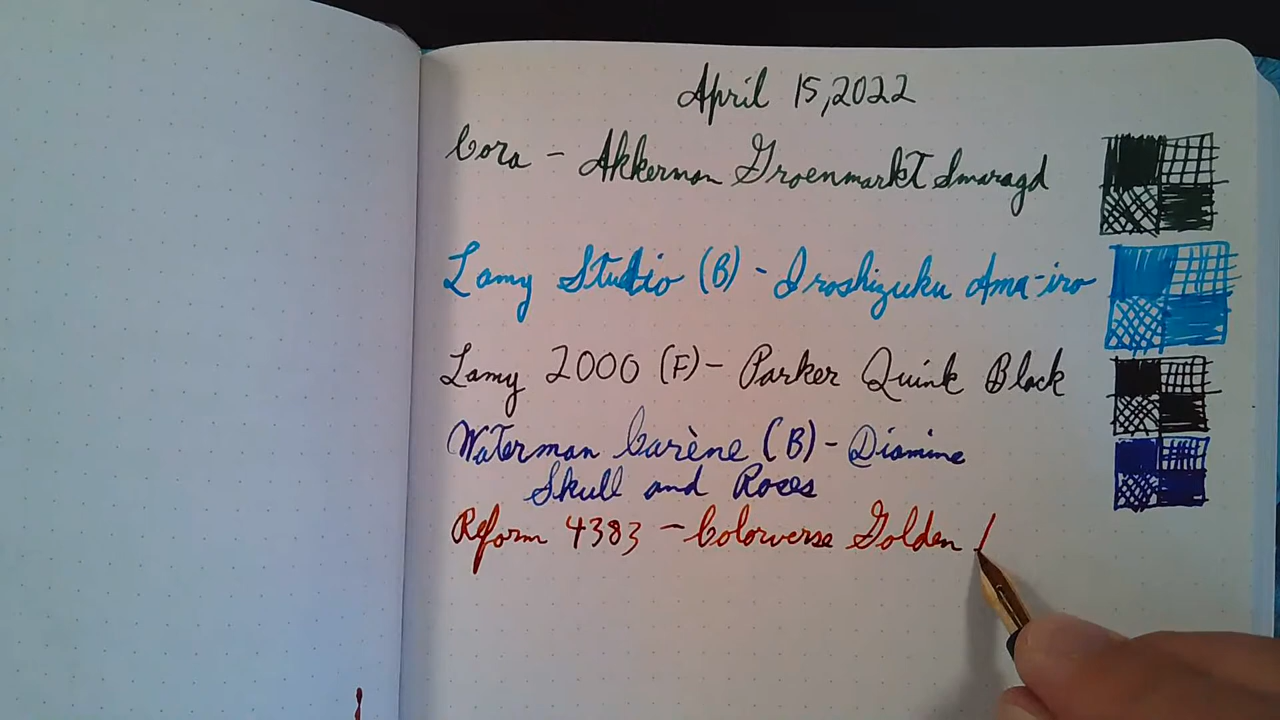 April 15,2022
Cora - Akkerman Groenmarkt Smaragd
Lamy Studio (B) - Iroshizuku Ama-iro
Lamy 2000 (F) - Parker Quink Black
Waterman Carène (B) - Diamine
Skull and Roces
Reform 4383 - Colorverse Golden